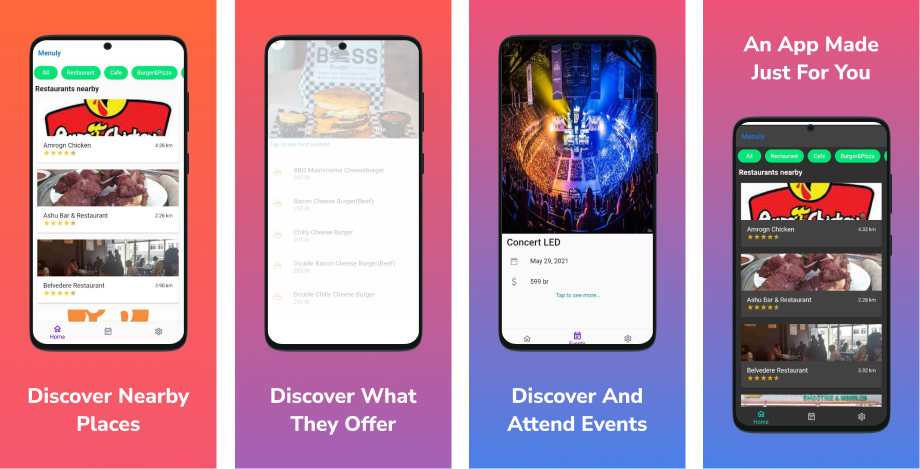 Menuly
All
Restaurant
Cafe
Burger&Pizza
Restaurants nearby
Amrogn Chicken
4.28 km
Ashu Bar & Restaurant
2.26 km
Belvedere Restaurant
3.90 km
Home
Discover Nearby
Places
BOSS
Tap to see food content
BBQ Mushrooms Cheeseburger
Bacon Cheese Burger(Beef)
Chilly Cheese Burger
Double Bacon Cheese Burger(Beef)
Double Chilly Cheese Burger
Discover What
They Offer
Concert LED
May 29, 2021
599 br
Tap to see more...
Events
Discover And
Attend Events
An App Made
Just For You
Menuly
All
Restaurant
Cafe
Burger&Pizza
Restaurants nearby
Amrogn Chicken
4.32 km
Ashu Bar & Restaurant
2.28 km
Belvedere Restaurant
3.92 km
Home